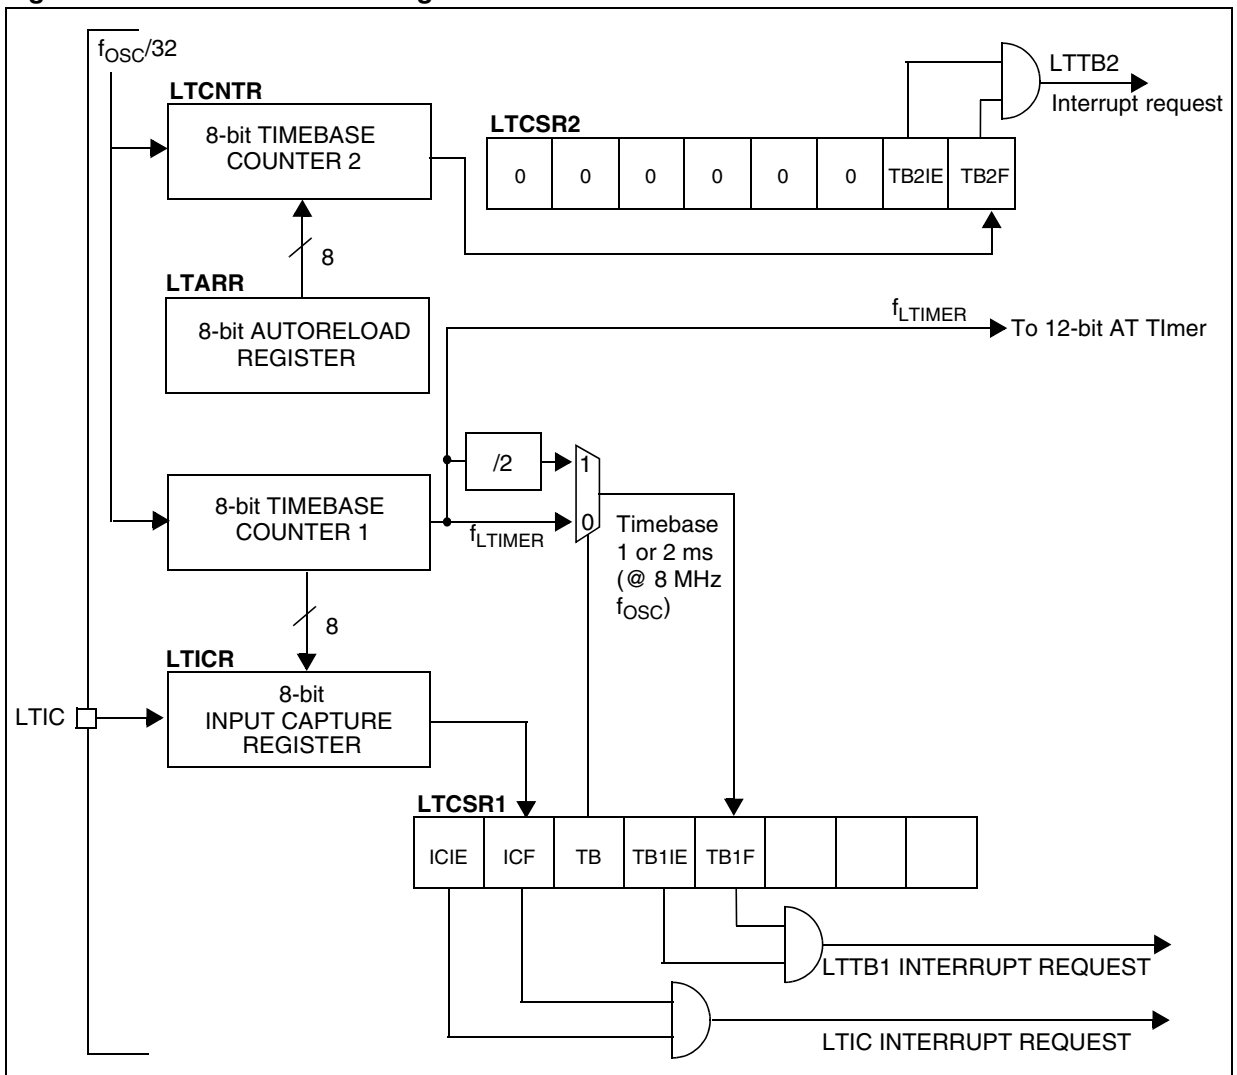 fOSC/32
LTCNTR
8-bit TIMEBASE
COUNTER 2
8
LTARR
8-bit AUTORELOAD
REGISTER
LTCSR2
0 0 0 0 0 0 TB2IE TB2F
LTTB2
Interrupt request
fLTIMER
To 12-bit AT TImer
/2
1
0
8-bit TIMEBASE
COUNTER 1
fLTIMER
Timebase
1 or 2 ms
(@ 8 MHz
fOSC)
8
LTICR
LTIC
8-bit
INPUT CAPTURE
REGISTER
LTCSR1
ICIE ICF TB TB1IE TB1F
LTTB1 INTERRUPT REQUEST
LTIC INTERRUPT REQUEST